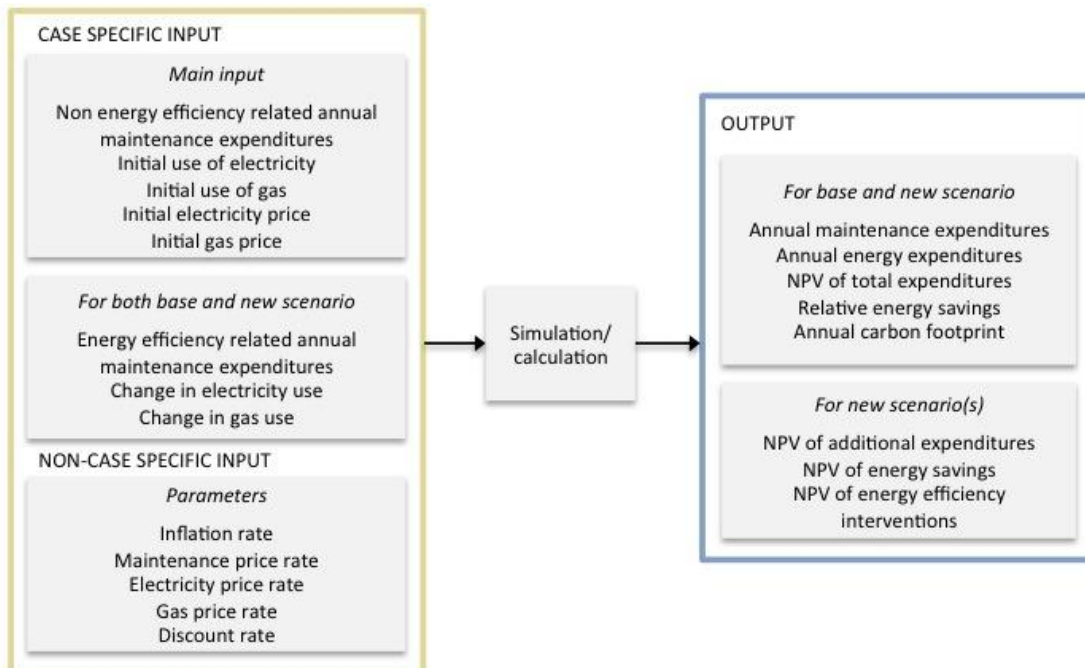 CASE SPECIFIC INPUT
Main input
Non energy efficiency related annual
maintenance expenditures
Initial use of electricity
Initial use of gas
Initial electricity price
Initial gas price
For both base and new scenario
Energy efficiency related annual
maintenance expenditures
Change in electricity use
Change in gas use
NON-CASE SPECIFIC INPUT
Parameters
Inflation rate
Maintenance price rate
Electricity price rate
Gas price rate
Discount rate
Simulation/
calculation
OUTPUT
For base and new scenario
Annual maintenance expenditures
Annual energy expenditures
NPV of total expenditures
Relative energy savings
Annual carbon footprint
For new scenario(s)
NPV of additional expenditures
NPV of energy savings
NPV of energy efficiency
interventions